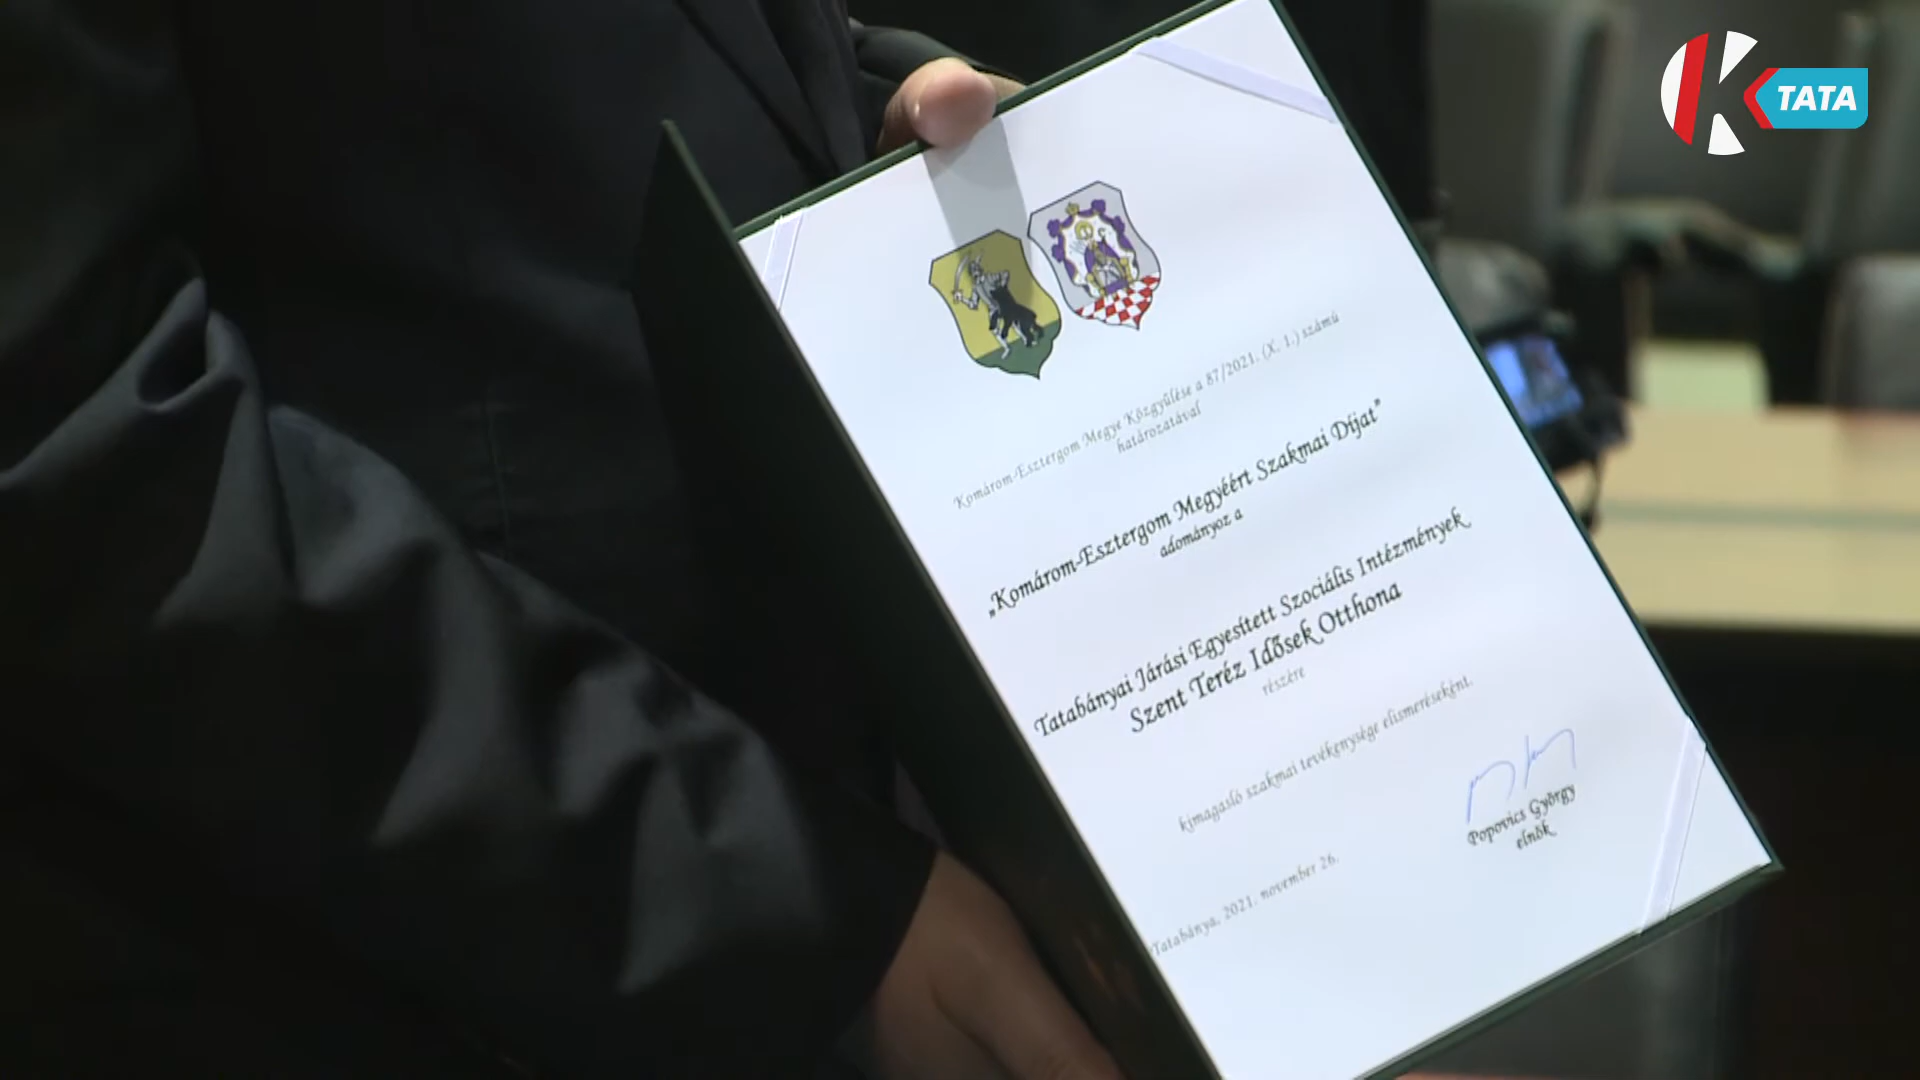 K TATA
Komárom-Esztergom Megye Közgyűlése a 87/2021. (X. 1.) számú
határozatával
„Komárom-Esztergom Megyéért Szakmai Díjat”
adományoz a
Tatabányai Járási Egyesített Szociális Intézmények
Szent Teréz Idősek Otthona
részére
kimagasló szakmai tevékenysége elismeréseként.
Popovics György
elnök
Tatabánya, 2021. november 26.